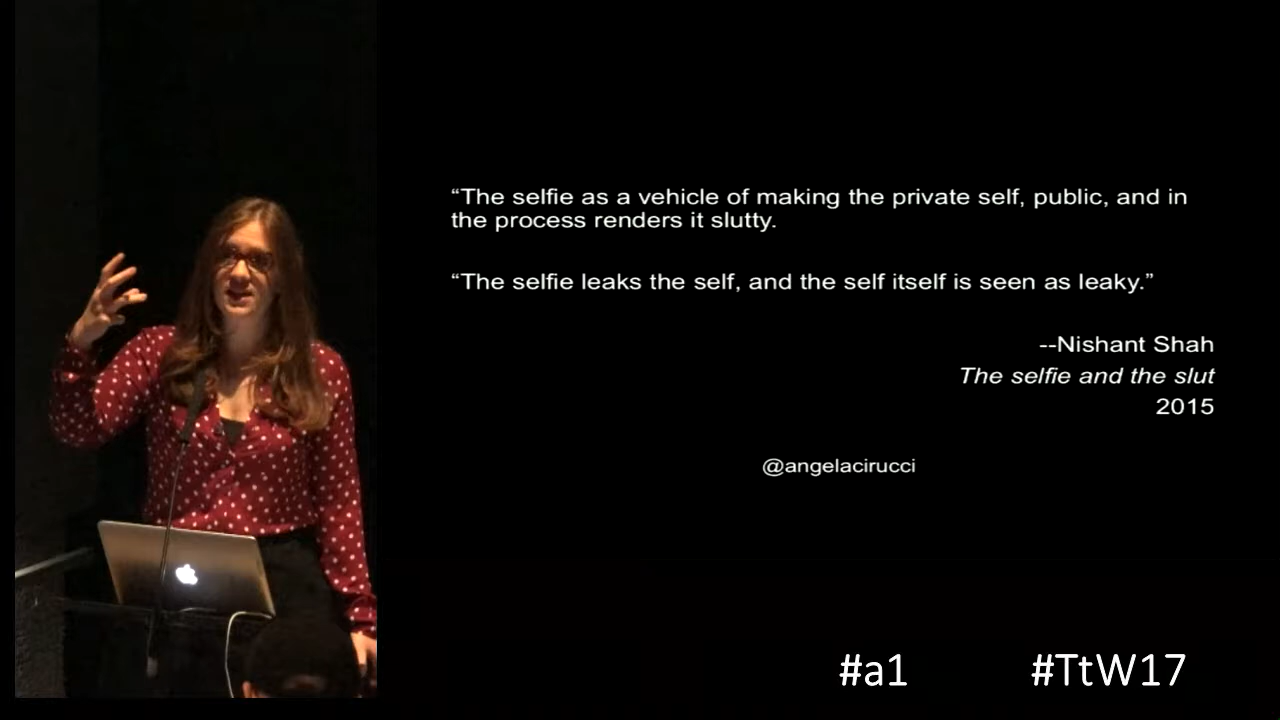 “The selfie as a vehicle of making the private self, public, and in
the process renders it slutty.
“The selfie leaks the self, and the self itself is seen as leaky.”
--Nishant Shah
The selfie and the slut
2015
@angelacirucci
#a1 #TtW17